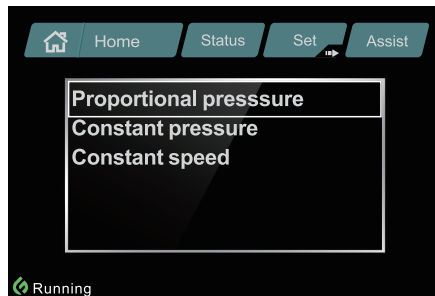 Home Status Set Assist
Proportional presssure
Constant pressure
Constant speed
Running